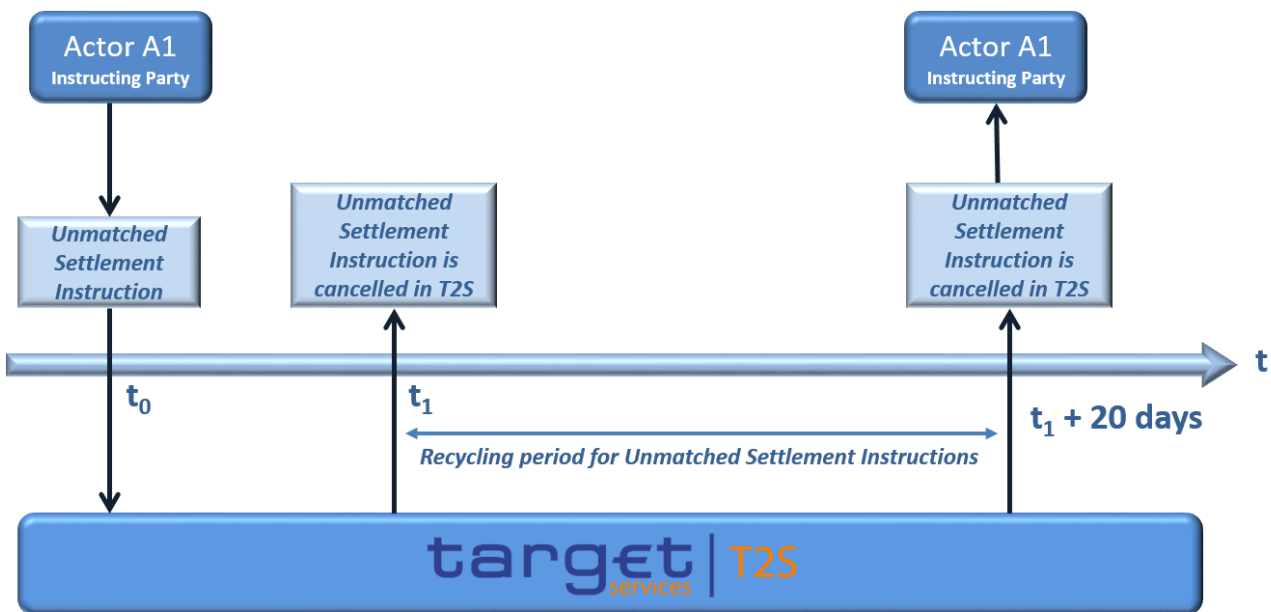 Actor A1
Instructing Party
Actor A1
Instructing Party
Unmatched
Settlement
Instruction
Unmatched
Settlement
Instruction is
cancelled in T2S
Unmatched
Settlement
Instruction is
cancelled in T2S
t
t0
t1
t1 + 20 days
Recycling period for Unmatched Settlement Instructions
target | T2S
services